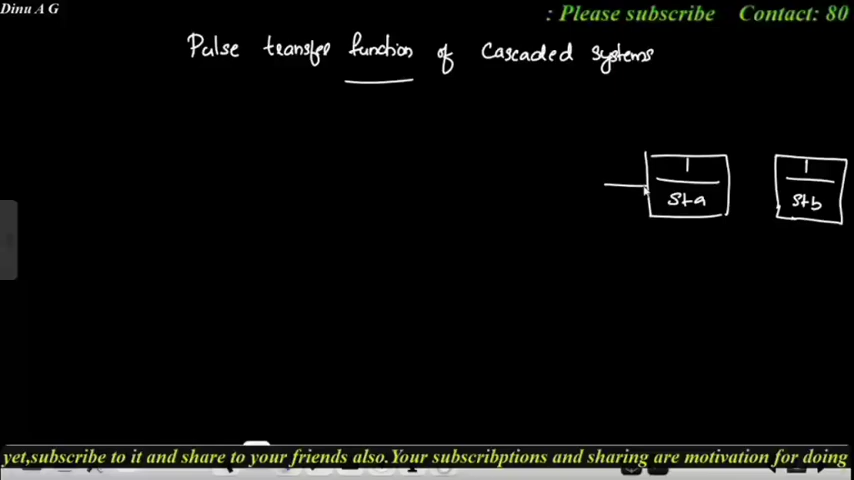 Dinu A G
: Please subscribe Contact: 80
Pulse transfer function of Cascaded systems
1 1
S+a S+b
yet,subscribe to it and share to your friends also.Your subscribptions and sharing are motivation for doing